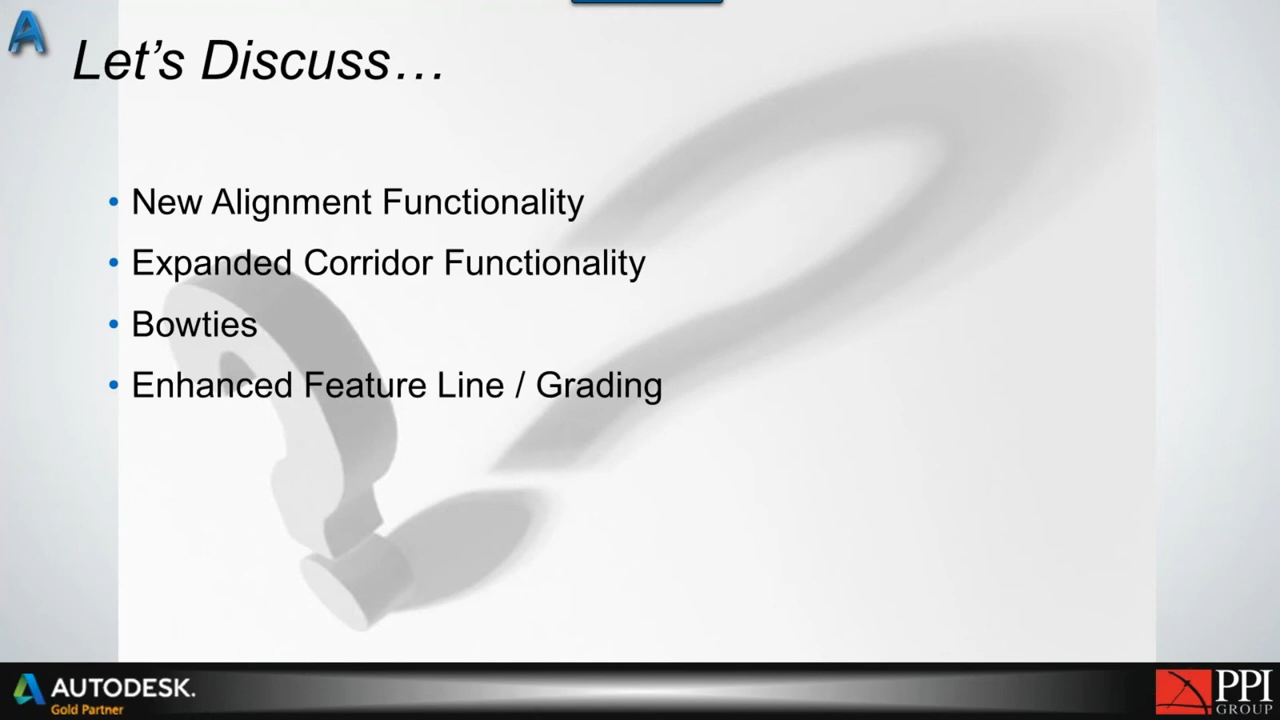 Let’s Discuss…
• New Alignment Functionality
• Expanded Corridor Functionality
• Bowties
• Enhanced Feature Line / Grading
AUTODESK.
Gold Partner
PPI
GROUP